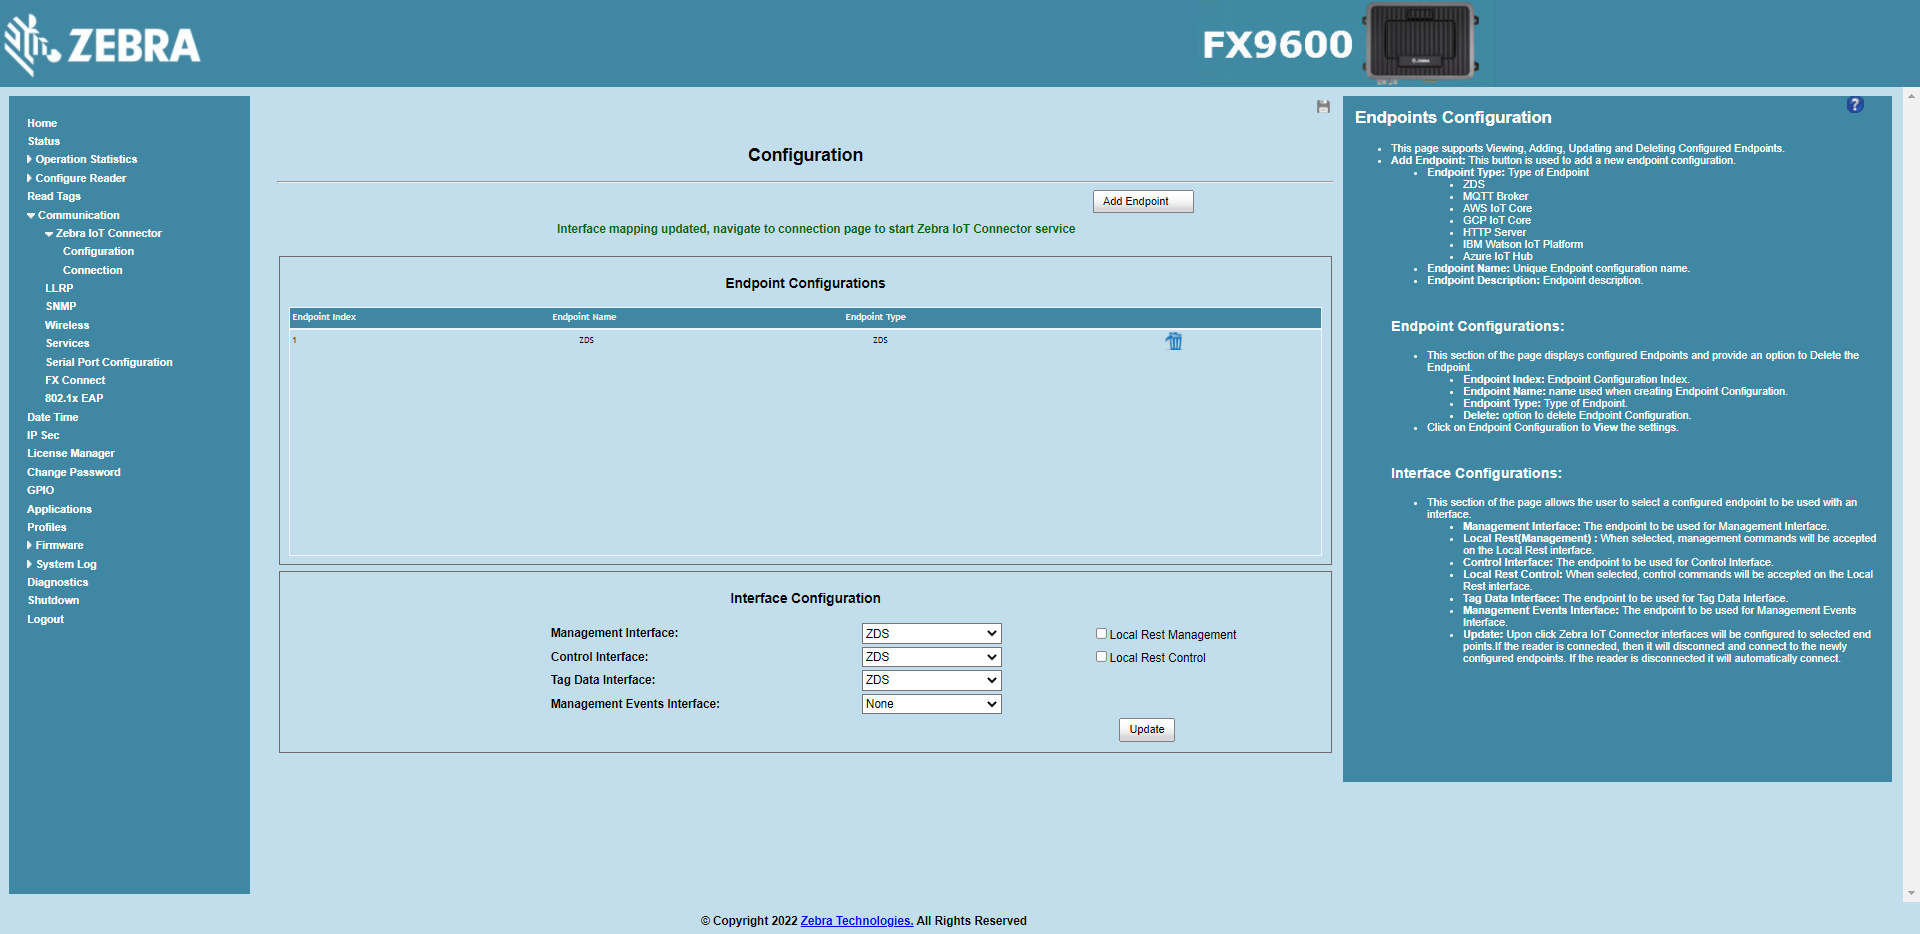 ZEBRA
FX9600
Home
Status
Operation Statistics
Configure Reader
Read Tags
Communication
Zebra IoT Connector
Configuration
Connection
LLRP
SNMP
Wireless
Services
Serial Port Configuration
FX Connect
802.1x EAP
Date Time
IP Sec
License Manager
Change Password
GPIO
Applications
Profiles
Firmware
System Log
Diagnostics
Shutdown
Logout
Configuration
Add Endpoint
Interface mapping updated, navigate to connection page to start Zebra IoT Connector service
Endpoint Configurations
Endpoint Index Endpoint Name Endpoint Type
1 ZDS ZDS
Interface Configuration
Management Interface: ZDS Local Rest Management
Control Interface: ZDS Local Rest Control
Tag Data Interface: ZDS
Management Events Interface: None
Update
?
Endpoints Configuration
This page supports Viewing, Adding, Updating and Deleting Configured Endpoints.
Add Endpoint: This button is used to add a new endpoint configuration.
Endpoint Type: Type of Endpoint
ZDS
MQTT Broker
AWS IoT Core
GCP IoT Core
HTTP Server
IBM Watson IoT Platform
Azure IoT Hub
Endpoint Name: Unique Endpoint configuration name.
Endpoint Description: Endpoint description.
Endpoint Configurations:
This section of the page displays configured Endpoints and provide an option to Delete the
Endpoint.
Endpoint Index: Endpoint Configuration Index.
Endpoint Name: name used when creating Endpoint Configuration.
Endpoint Type: Type of Endpoint.
Delete: option to delete Endpoint Configuration.
Click on Endpoint Configuration to View the settings.
Interface Configurations:
This section of the page allows the user to select a configured endpoint to be used with an
interface.
Management Interface: The endpoint to be used for Management Interface.
Local Rest(Management) : When selected, management commands will be accepted
on the Local Rest interface.
Control Interface: The endpoint to be used for Control Interface.
Local Rest Control: When selected, control commands will be accepted on the Local
Rest interface.
Tag Data Interface: The endpoint to be used for Tag Data Interface.
Management Events Interface: The endpoint to be used for Management Events
Interface.
Update: Upon click Zebra IoT Connector interfaces will be configured to selected end
points.If the reader is connected, then it will disconnect and connect to the newly
configured endpoints. If the reader is disconnected it will automatically connect.
© Copyright 2022 Zebra Technologies. All Rights Reserved